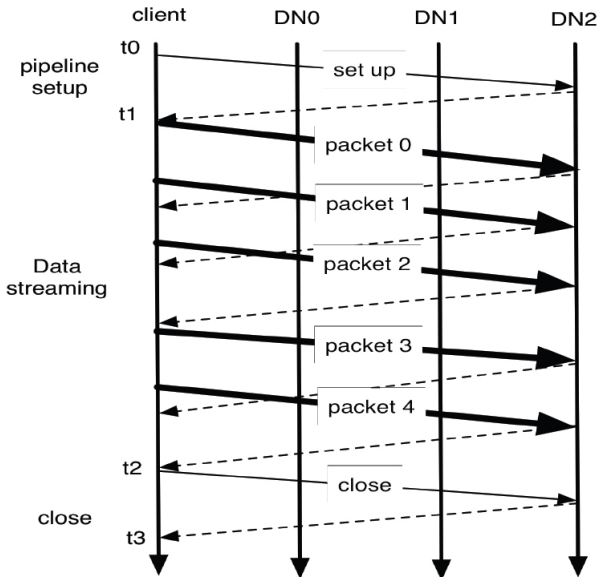 client
DN0
DN1
DN2
t0
pipeline
setup
set up
t1
packet 0
packet 1
packet 2
Data
streaming
packet 3
packet 4
t2
close
close
t3